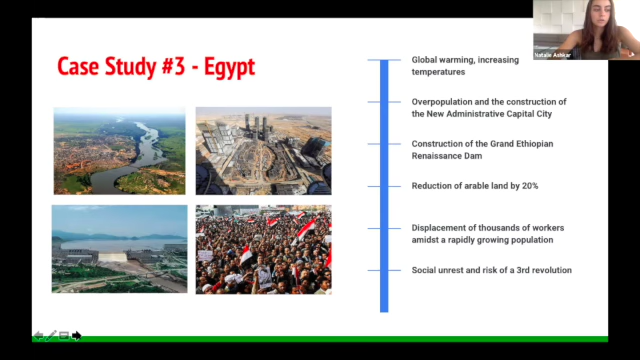 Case Study #3 - Egypt
Global warming, increasing
temperatures
Overpopulation and the construction of
the New Administrative Capital City
Construction of the Grand Ethiopian
Renaissance Dam
Reduction of arable land by 20%
Displacement of thousands of workers
amidst a rapidly growing population
Social unrest and risk of a 3rd revolution
Natalie Ashkar